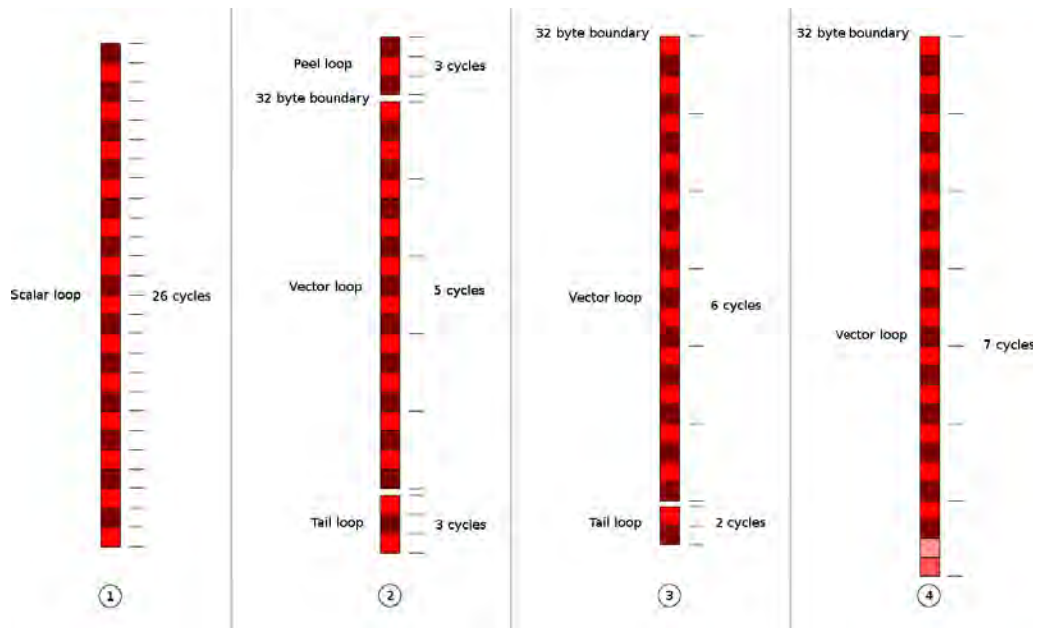 Scalar loop
26 cycles
1
Peel loop
3 cycles
32 byte boundary
Vector loop
5 cycles
Tail loop
3 cycles
2
32 byte boundary
Vector loop
6 cycles
Tail loop
2 cycles
3
32 byte boundary
Vector loop
7 cycles
4